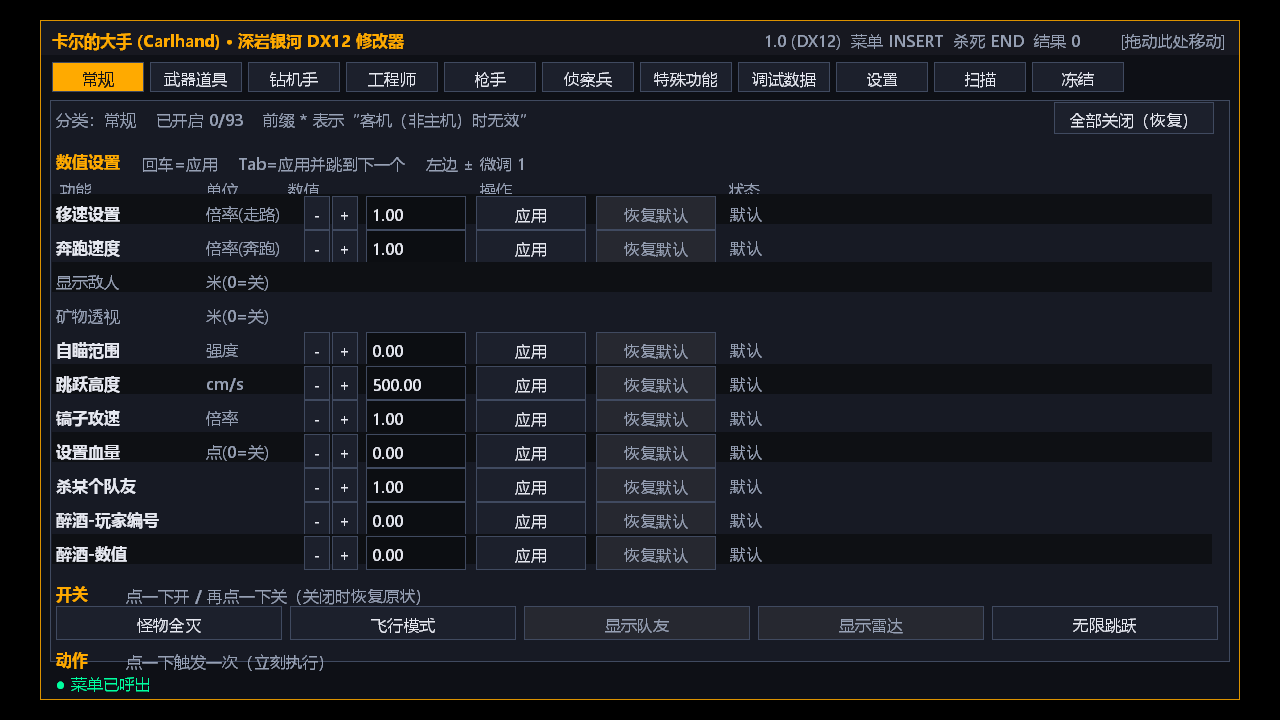 卡尔的大手 (Carlhand) • 深岩银河 DX12 修改器 1.0 (DX12) 菜单 INSERT 杀死 END 结果 0 [拖动此处移动]
常规 武器道具 钻机手 工程师 枪手 侦察兵 特殊功能 调试数据 设置 扫描 冻结
分类: 常规 已开启 0/93 前缀 * 表示“客机（非主机）时无效” 全部关闭（恢复）
数值设置 回车=应用 Tab=应用并跳到下一个 左边 ± 微调 1
功能 单位 数值 操作 状态
移速设置 倍率(走路) - + 1.00 应用 恢复默认 默认
奔跑速度 倍率(奔跑) - + 1.00 应用 恢复默认 默认
显示敌人 米(0=关)
矿物透视 米(0=关)
自瞄范围 强度 - + 0.00 应用 恢复默认 默认
跳跃高度 cm/s - + 500.00 应用 恢复默认 默认
镐子攻速 倍率 - + 1.00 应用 恢复默认 默认
设置血量 点(0=关) - + 0.00 应用 恢复默认 默认
杀某个队友 - + 1.00 应用 恢复默认 默认
醉酒-玩家编号 - + 0.00 应用 恢复默认 默认
醉酒-数值 - + 0.00 应用 恢复默认 默认
开关 点一下开 / 再点一下关（关闭时恢复原状）
怪物全灭 飞行模式 显示队友 显示雷达 无限跳跃
动作 点一下触发一次（立刻执行）
● 菜单已呼出